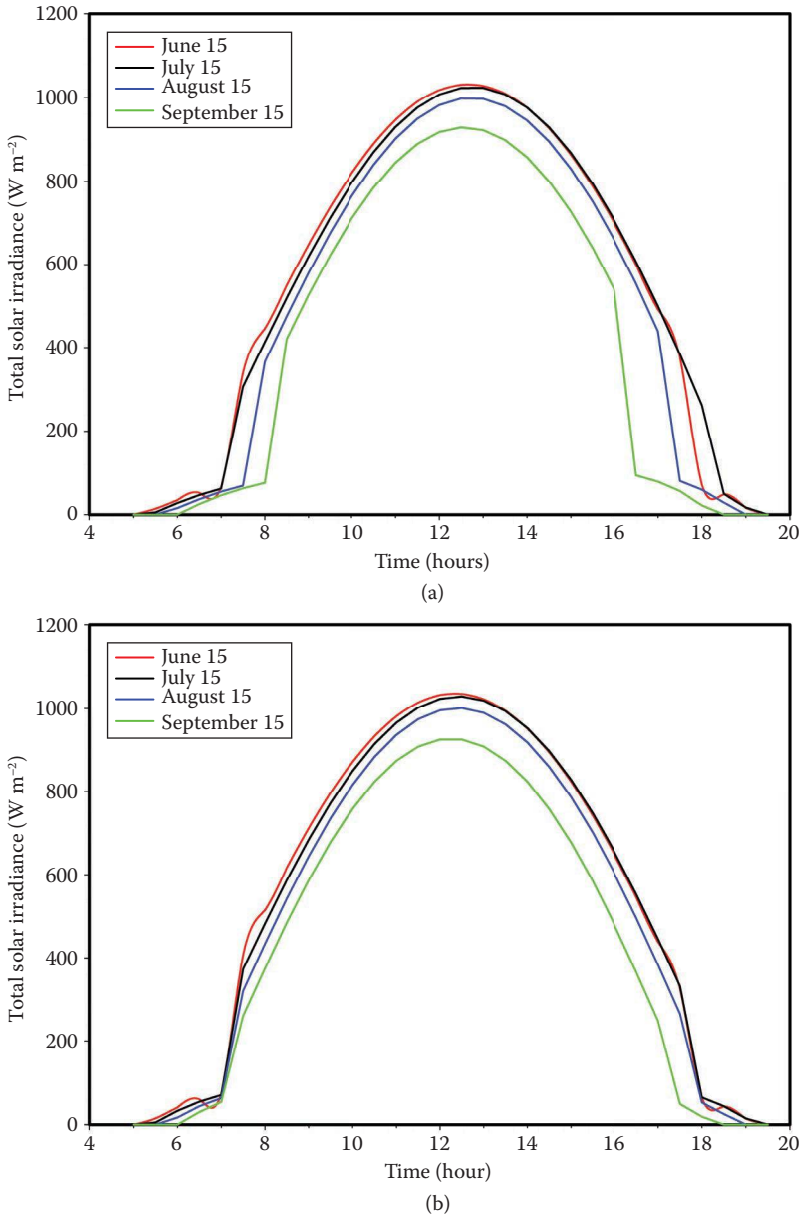 1200
1000
800
600
400
200
0
Total solar irradiance (W m⁻²)
June 15
July 15
August 15
September 15
4 6 8 10 12 14 16 18 20
Time (hours)
(a)
1200
1000
800
600
400
200
0
Total solar irradiance (W m⁻²)
June 15
July 15
August 15
September 15
4 6 8 10 12 14 16 18 20
Time (hour)
(b)